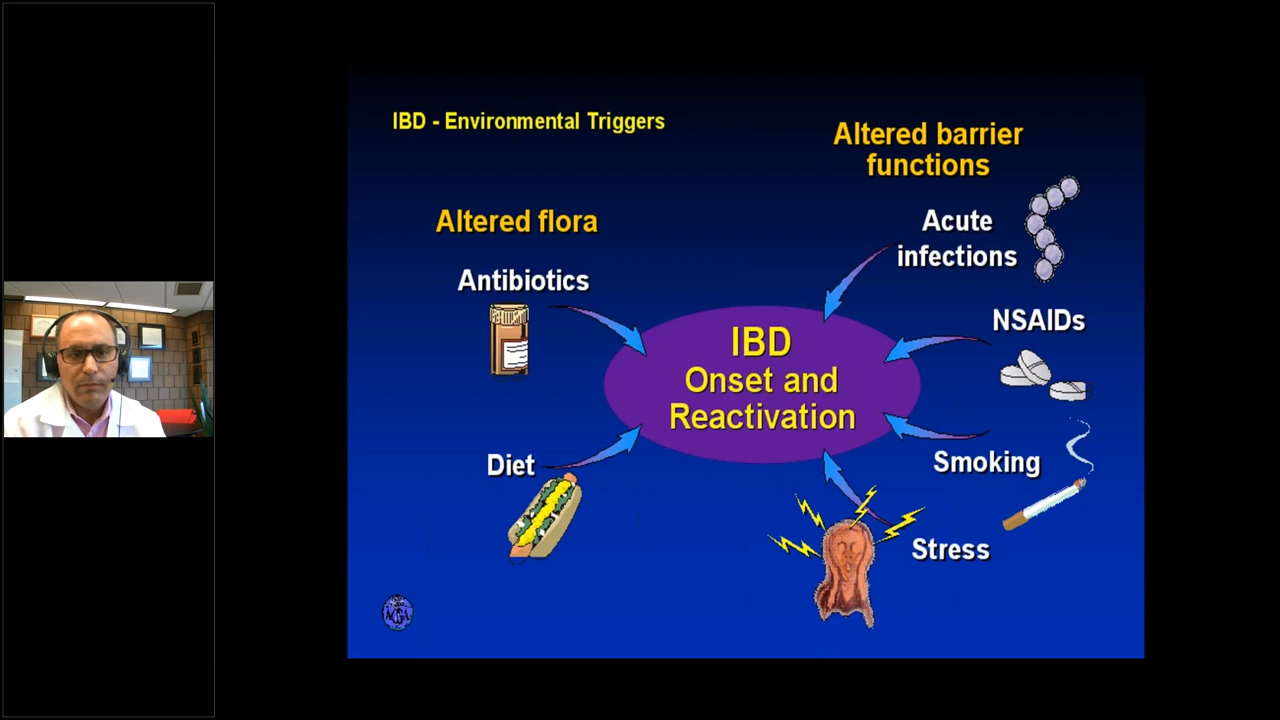 IBD - Environmental Triggers
Altered barrier
functions
Altered flora
Acute
infections
Antibiotics
NSAIDs
IBD
Onset and
Reactivation
Diet
Smoking
Stress